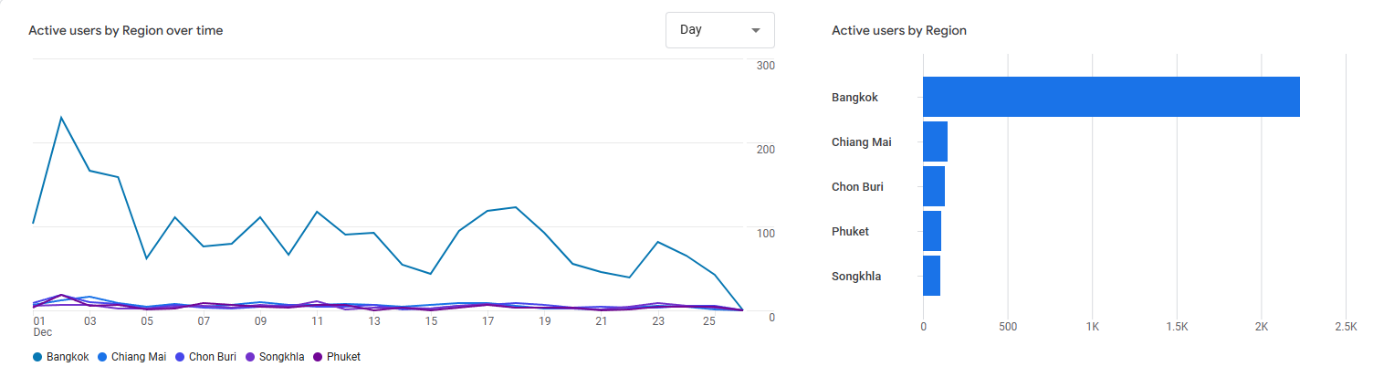 Active users by Region over time
Day
300
200
100
0
01 03 05 07 09 11 13 15 17 19 21 23 25
Dec
Bangkok Chiang Mai Chon Buri Songkhla Phuket
Active users by Region
Bangkok
Chiang Mai
Chon Buri
Phuket
Songkhla
0 500 1K 1.5K 2K 2.5K